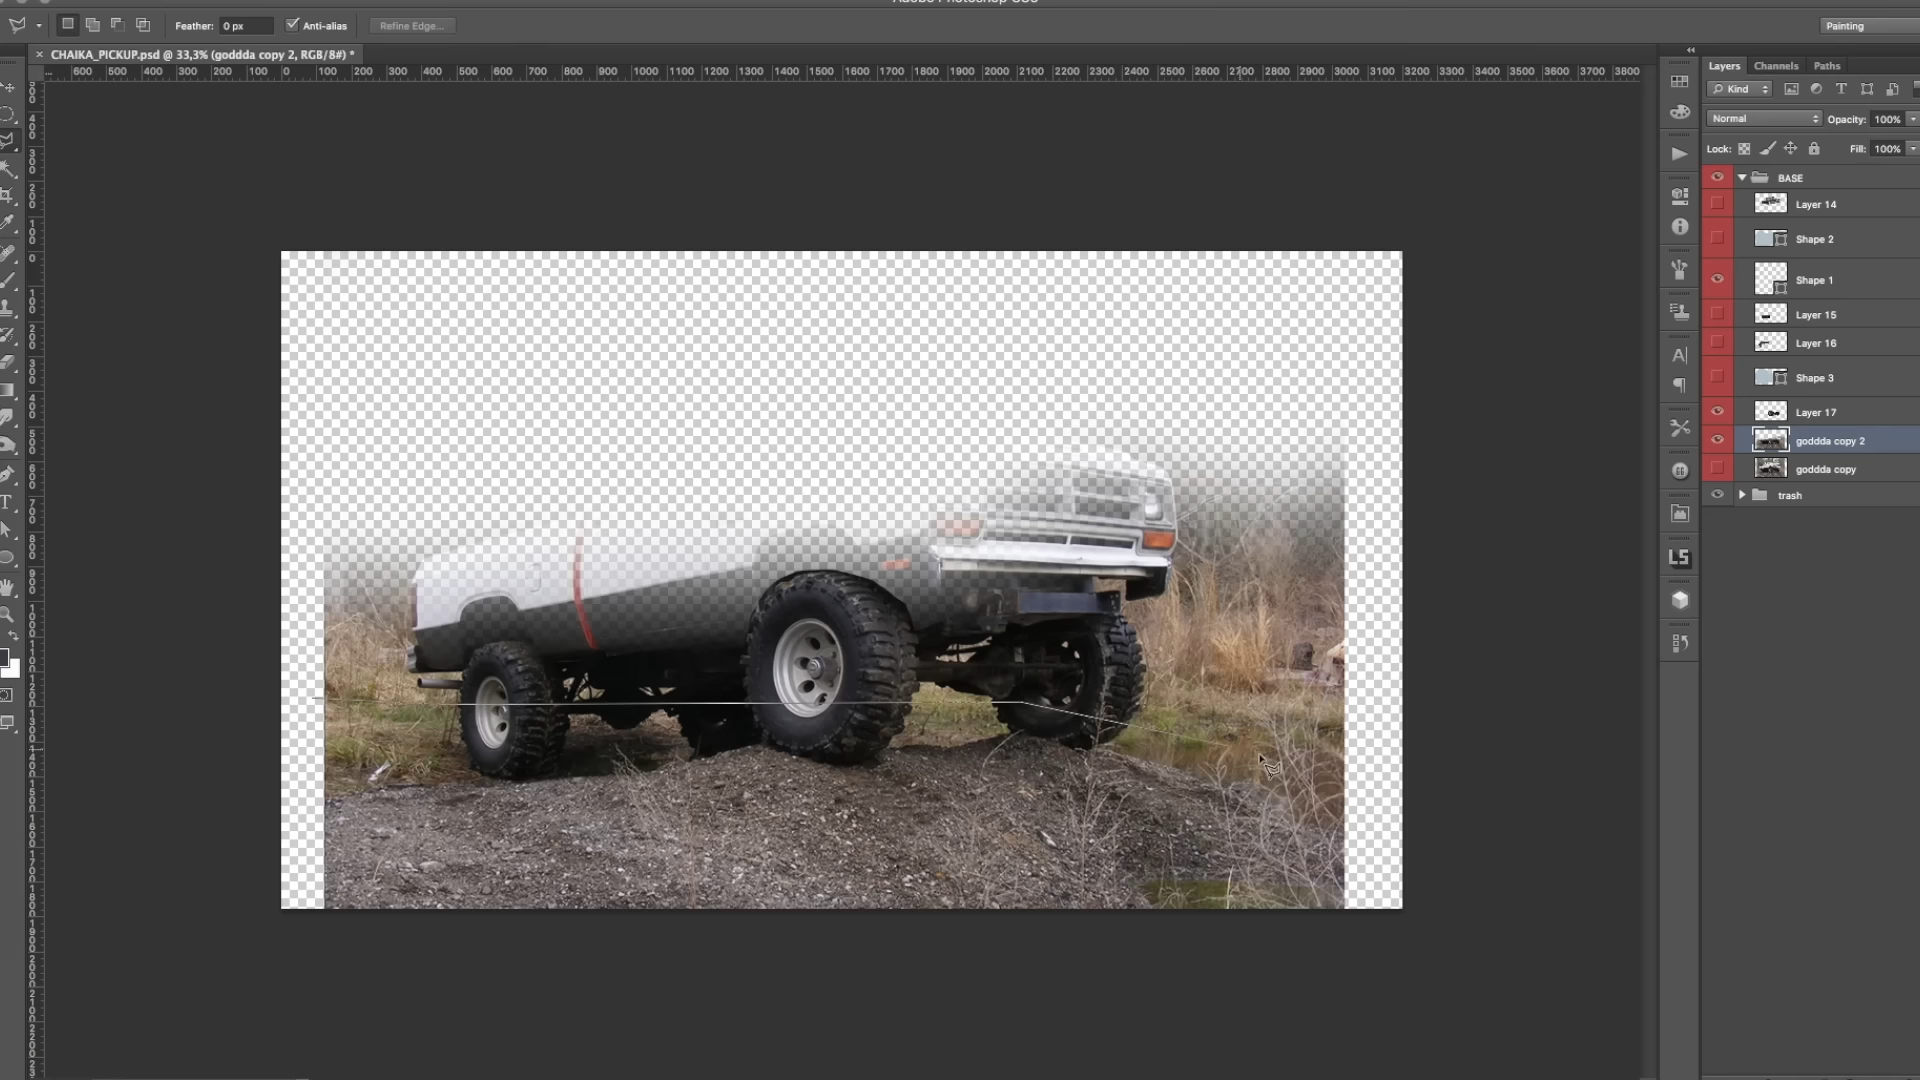 Feather: 0 px Anti-alias Refine Edge... Painting
× CHAIKA_PICKUP.psd @ 33,3% (goddda copy 2, RGB/8#) *
600 500 400 300 200 100 0 100 200 300 400 500 600 700 800 900 1000 1100 1200 1300 1400 1500 1600 1700 1800 1900 2000 2100 2200 2300 2400 2500 2600 2700 2800 2900 3000 3100 3200 3300 3400 3500 3600 3700 3800
Layers Channels Paths
Kind
Normal Opacity: 100%
Lock: Fill: 100%
BASE
Layer 14
Shape 2
Shape 1
Layer 15
Layer 16
Shape 3
Layer 17
goddda copy 2
goddda copy
trash
LS